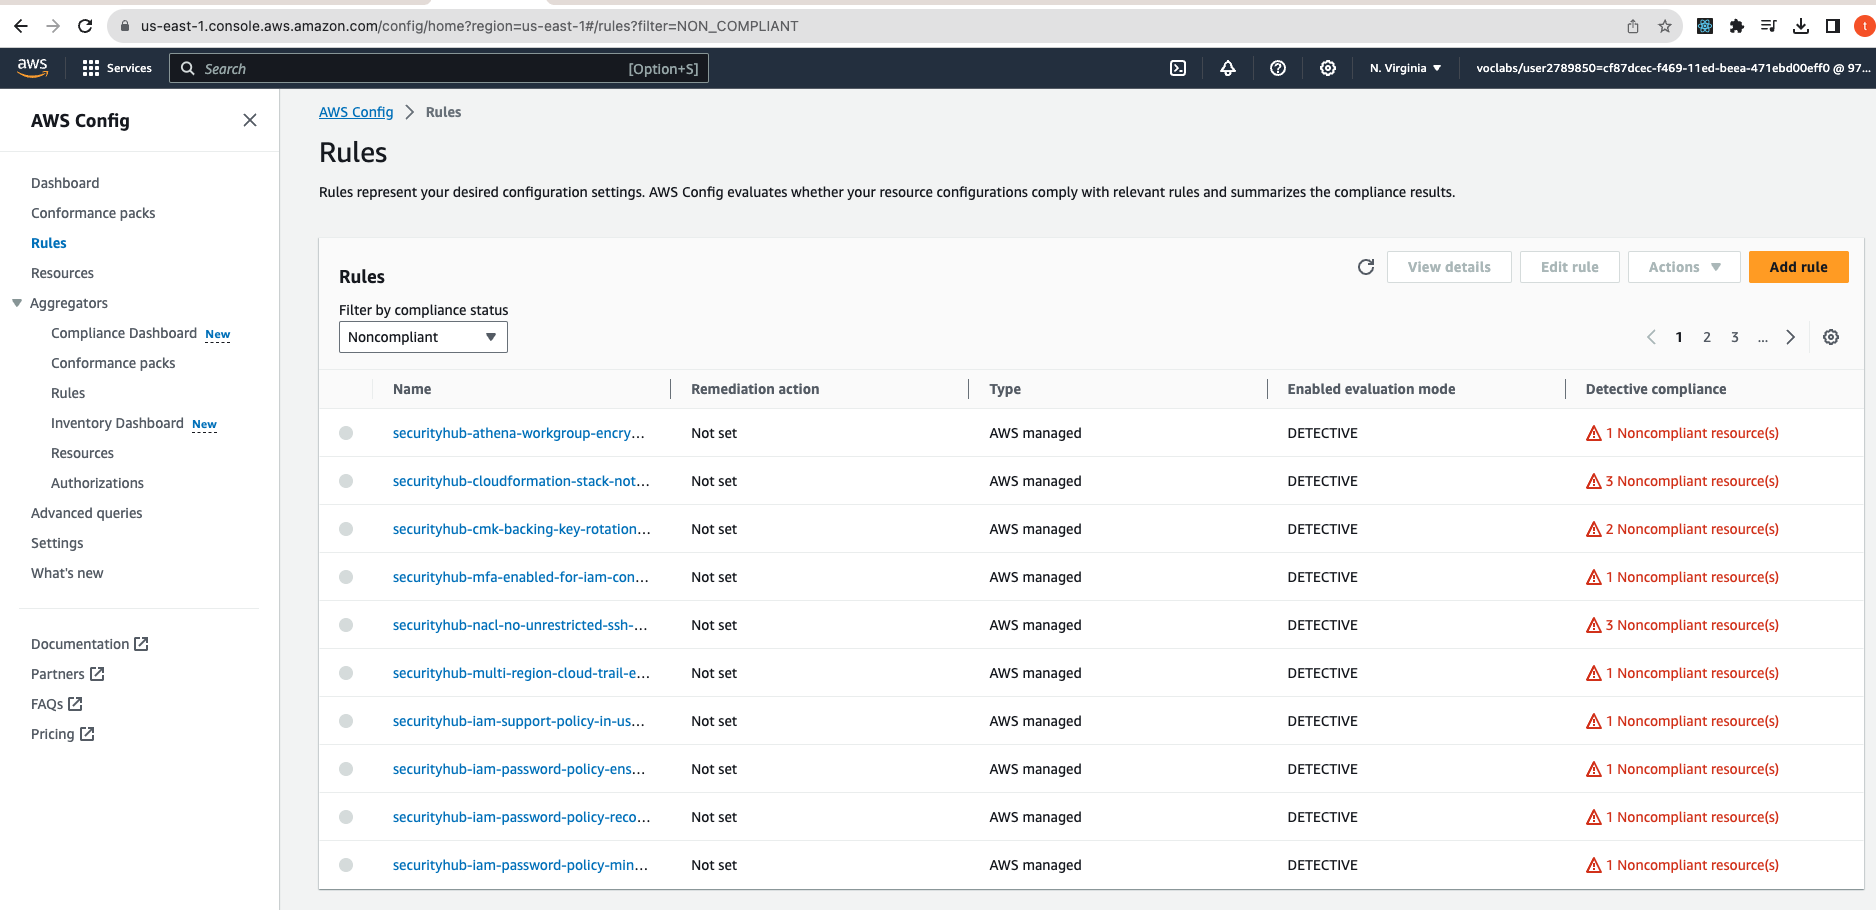 us-east-1.console.aws.amazon.com/config/home?region=us-east-1#/rules?filter=NON_COMPLIANT
t
aws
Services
Search
[Option+S]
N. Virginia
voclabs/user2789850=cf87dcec-f469-11ed-beea-471ebd00eff0 @ 97...
AWS Config
Dashboard
Conformance packs
Rules
Resources
Aggregators
Compliance Dashboard New
Conformance packs
Rules
Inventory Dashboard New
Resources
Authorizations
Advanced queries
Settings
What's new
Documentation
Partners
FAQs
Pricing
AWS Config > Rules
Rules
Rules represent your desired configuration settings. AWS Config evaluates whether your resource configurations comply with relevant rules and summarizes the compliance results.
Rules
View details
Edit rule
Actions
Add rule
Filter by compliance status
Noncompliant
1 2 3 ...
Name Remediation action Type Enabled evaluation mode Detective compliance
securityhub-athena-workgroup-encry... Not set AWS managed DETECTIVE 1 Noncompliant resource(s)
securityhub-cloudformation-stack-not... Not set AWS managed DETECTIVE 3 Noncompliant resource(s)
securityhub-cmk-backing-key-rotation... Not set AWS managed DETECTIVE 2 Noncompliant resource(s)
securityhub-mfa-enabled-for-iam-con... Not set AWS managed DETECTIVE 1 Noncompliant resource(s)
securityhub-nacl-no-unrestricted-ssh-... Not set AWS managed DETECTIVE 3 Noncompliant resource(s)
securityhub-multi-region-cloud-trail-e... Not set AWS managed DETECTIVE 1 Noncompliant resource(s)
securityhub-iam-support-policy-in-us... Not set AWS managed DETECTIVE 1 Noncompliant resource(s)
securityhub-iam-password-policy-ens... Not set AWS managed DETECTIVE 1 Noncompliant resource(s)
securityhub-iam-password-policy-reco... Not set AWS managed DETECTIVE 1 Noncompliant resource(s)
securityhub-iam-password-policy-min... Not set AWS managed DETECTIVE 1 Noncompliant resource(s)